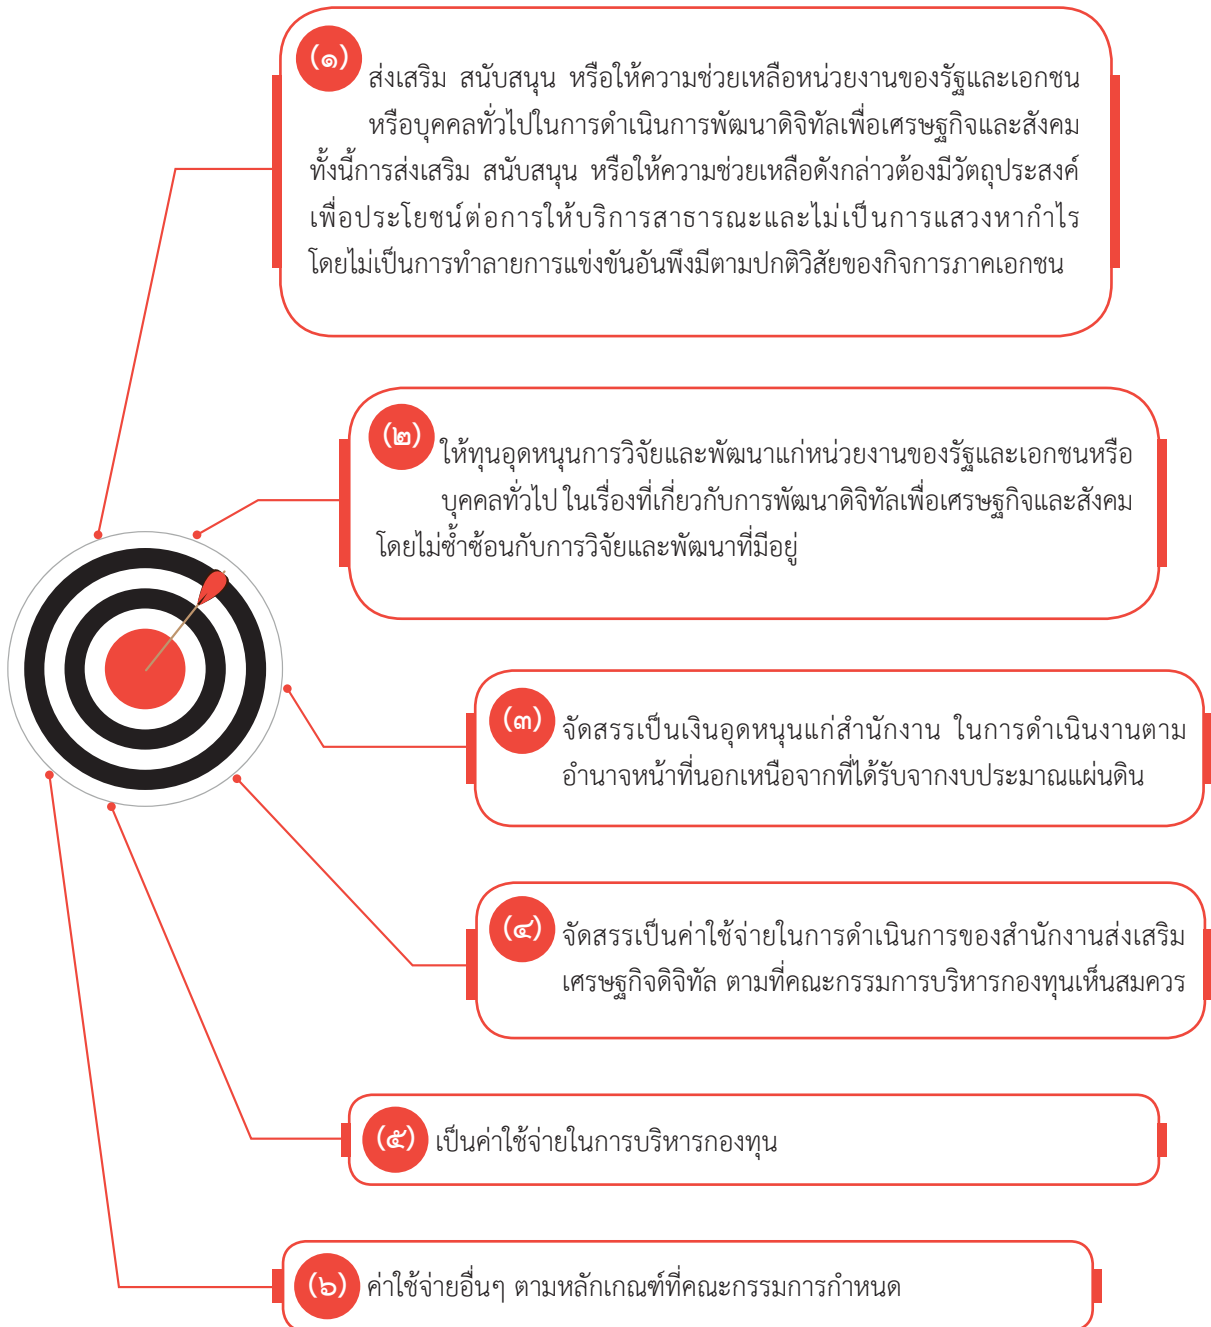 (๑)
ส่งเสริม สนับสนุน หรือให้ความช่วยเหลือหน่วยงานของรัฐและเอกชน
หรือบุคคลทั่วไปในการดำเนินการพัฒนาดิจิทัลเพื่อเศรษฐกิจและสังคม
ทั้งนี้การส่งเสริม สนับสนุน หรือให้ความช่วยเหลือดังกล่าวต้องมีวัตถุประสงค์
เพื่อประโยชน์ต่อการให้บริการสาธารณะและไม่เป็นการแสวงหากำไร
โดยไม่เป็นการทำลายการแข่งขันอันพึงมีตามปกติวิสัยของกิจการภาคเอกชน
(๒)
ให้ทุนอุดหนุนการวิจัยและพัฒนาแก่หน่วยงานของรัฐและเอกชนหรือ
บุคคลทั่วไป ในเรื่องที่เกี่ยวกับการพัฒนาดิจิทัลเพื่อเศรษฐกิจและสังคม
โดยไม่ซ้ำซ้อนกับการวิจัยและพัฒนาที่มีอยู่
(๓)
จัดสรรเป็นเงินอุดหนุนแก่สำนักงาน ในการดำเนินงานตาม
อำนาจหน้าที่นอกเหนือจากที่ได้รับจากงบประมาณแผ่นดิน
(๔)
จัดสรรเป็นค่าใช้จ่ายในการดำเนินการของสำนักงานส่งเสริม
เศรษฐกิจดิจิทัล ตามที่คณะกรรมการบริหารกองทุนเห็นสมควร
(๕) เป็นค่าใช้จ่ายในการบริหารกองทุน
(๖) ค่าใช้จ่ายอื่นๆ ตามหลักเกณฑ์ที่คณะกรรมการกำหนด